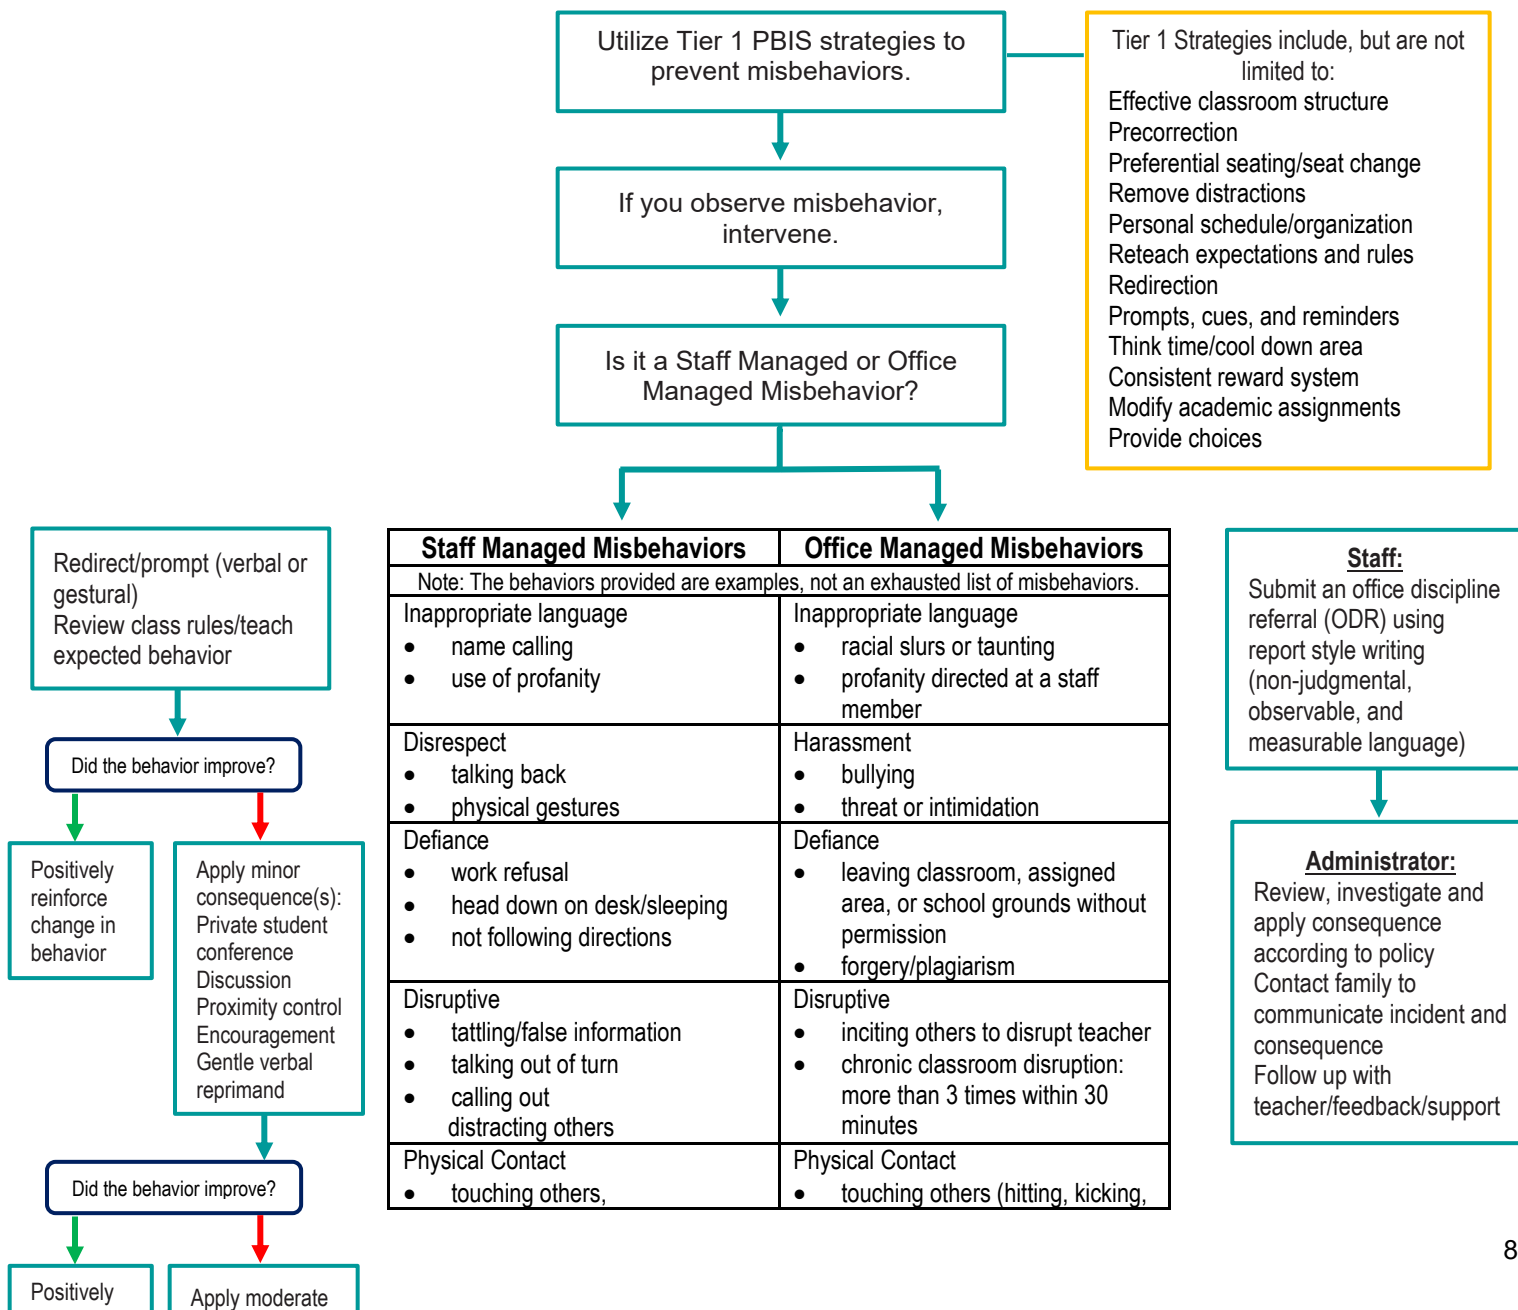 Utilize Tier 1 PBIS strategies to
prevent misbehaviors.
Tier 1 Strategies include, but are not
limited to:
Effective classroom structure
Precorrection
Preferential seating/seat change
Remove distractions
Personal schedule/organization
Reteach expectations and rules
Redirection
Prompts, cues, and reminders
Think time/cool down area
Consistent reward system
Modify academic assignments
Provide choices
If you observe misbehavior,
intervene.
Is it a Staff Managed or Office
Managed Misbehavior?
Redirect/prompt (verbal or
gestural)
Review class rules/teach
expected behavior
Did the behavior improve?
Positively
reinforce
change in
behavior
Apply minor
consequence(s):
Private student
conference
Discussion
Proximity control
Encouragement
Gentle verbal
reprimand
Did the behavior improve?
Positively
Apply moderate
Staff Managed Misbehaviors
Office Managed Misbehaviors
Note: The behaviors provided are examples, not an exhausted list of misbehaviors.
Inappropriate language
• name calling
• use of profanity
Inappropriate language
• racial slurs or taunting
• profanity directed at a staff
member
Disrespect
• talking back
• physical gestures
Harassment
• bullying
• threat or intimidation
Defiance
• work refusal
• head down on desk/sleeping
• not following directions
Defiance
• leaving classroom, assigned
area, or school grounds without
permission
• forgery/plagiarism
Disruptive
• tattling/false information
• talking out of turn
• calling out
distracting others
Disruptive
• inciting others to disrupt teacher
• chronic classroom disruption:
more than 3 times within 30
minutes
Physical Contact
• touching others,
Physical Contact
• touching others (hitting, kicking,
Staff:
Submit an office discipline
referral (ODR) using
report style writing
(non-judgmental,
observable, and
measurable language)
Administrator:
Review, investigate and
apply consequence
according to policy
Contact family to
communicate incident and
consequence
Follow up with
teacher/feedback/support
8